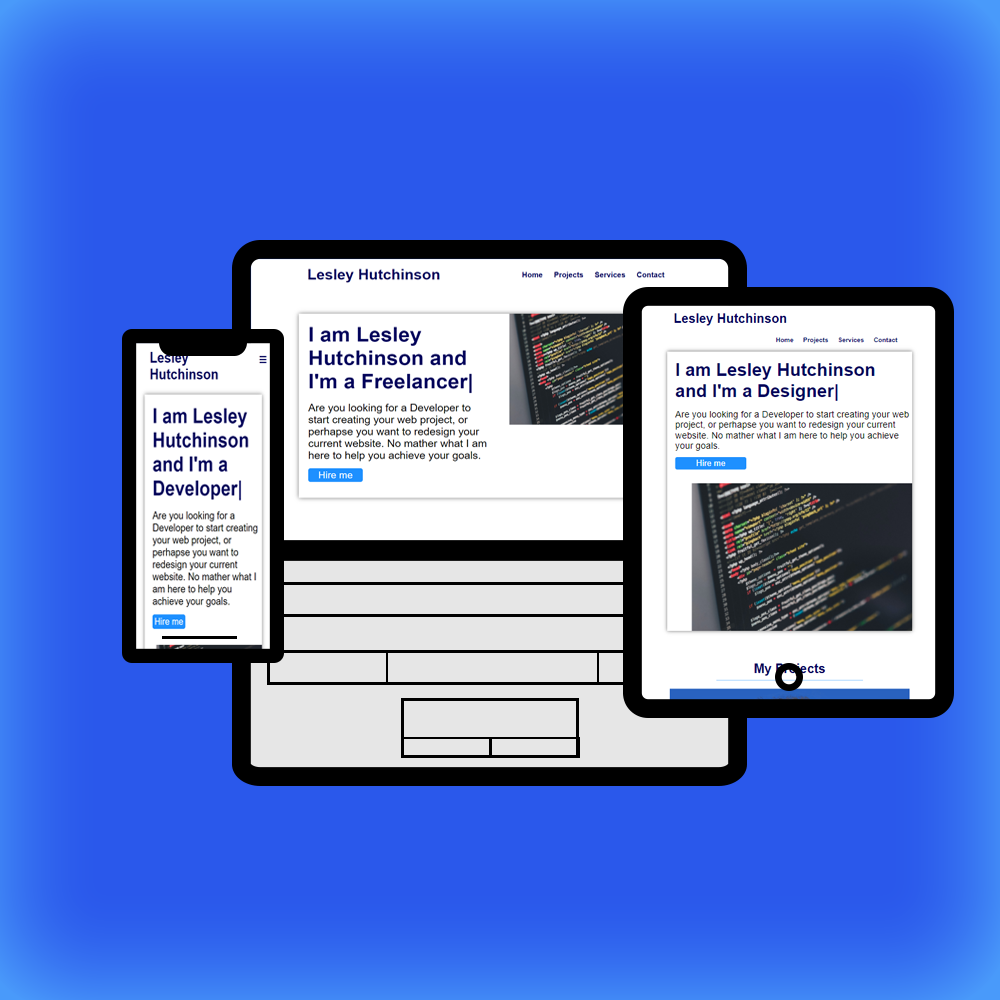 Lesley Hutchinson
Home Projects Services Contact
I am Lesley
Hutchinson and
I'm a Freelancer|
Are you looking for a Developer to
start creating your web project, or
perhapse you want to redesign your
current website. No mather what I am
here to help you achieve your goals.
Hire me
Lesley
Hutchinson
☰
I am Lesley
Hutchinson
and I'm a
Developer|
Are you looking for a
Developer to start creating
your web project, or
perhapse you want to
redesign your current
website. No mather what I
am here to help you
achieve your goals.
Hire me
Lesley Hutchinson
Home Projects Services Contact
I am Lesley Hutchinson
and I'm a Designer|
Are you looking for a Developer to start creating your web
project, or perhapse you want to redesign your current
website. No mather what I am here to help you achieve
your goals.
Hire me
My Projects